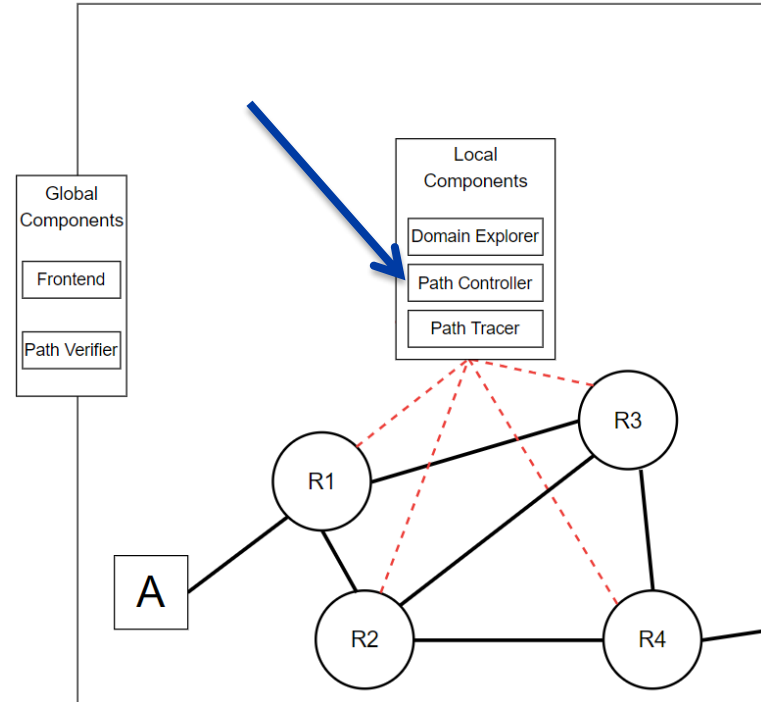 Global
Components
Frontend
Path Verifier
Local
Components
Domain Explorer
Path Controller
Path Tracer
R1
R3
A
R2
R4